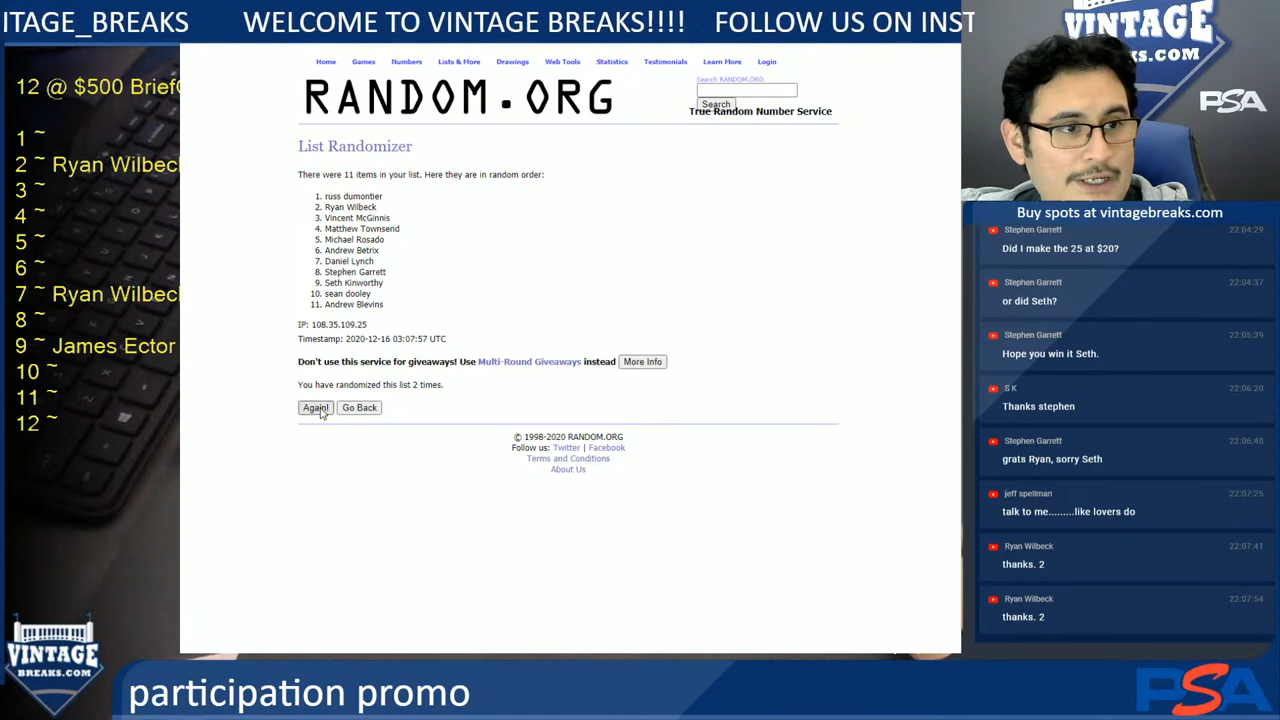 ITAGE_BREAKS WELCOME TO VINTAGE BREAKS!!!! FOLLOW US ON INST
12 @ $500 Brief
1 ~
2 ~ Ryan Wilbeck
3 ~
4 ~
5 ~
6 ~
7 ~ Ryan Wilbeck
8 ~
9 ~ James Ector
10 ~
11 ~
12 ~
Home Games Numbers Lists & More Drawings Web Tools Statistics Testimonials Learn More Login
RANDOM.ORG
Search RANDOM.ORG
Search
True Random Number Service
List Randomizer
There were 11 items in your list. Here they are in random order:
1. russ dumontier
2. Ryan Wilbeck
3. Vincent McGinnis
4. Matthew Townsend
5. Michael Rosado
6. Andrew Betrix
7. Daniel Lynch
8. Stephen Garrett
9. Seth Kinworthy
10. sean dooley
11. Andrew Blevins
IP: 108.35.109.25
Timestamp: 2020-12-16 03:07:57 UTC
Don't use this service for giveaways! Use Multi-Round Giveaways instead More Info
You have randomized this list 2 times.
Again! Go Back
© 1998-2020 RANDOM.ORG
Follow us: Twitter | Facebook
Terms and Conditions
About Us
VINTAGE
BREAKS.COM
PSA
Buy spots at vintagebreaks.com
Stephen Garrett 22:04:29
Did I make the 25 at $20?
Stephen Garrett 22:04:37
or did Seth?
Stephen Garrett 22:05:39
Hope you win it Seth.
S K 22:06:20
Thanks stephen
Stephen Garrett 22:06:40
grats Ryan, sorry Seth
jeff spellman 22:07:25
talk to me.........like lovers do
Ryan Wilbeck 22:07:41
thanks. 2
Ryan Wilbeck 22:07:54
thanks. 2
VINTAGE
BREAKS.COM
participation promo
PSA